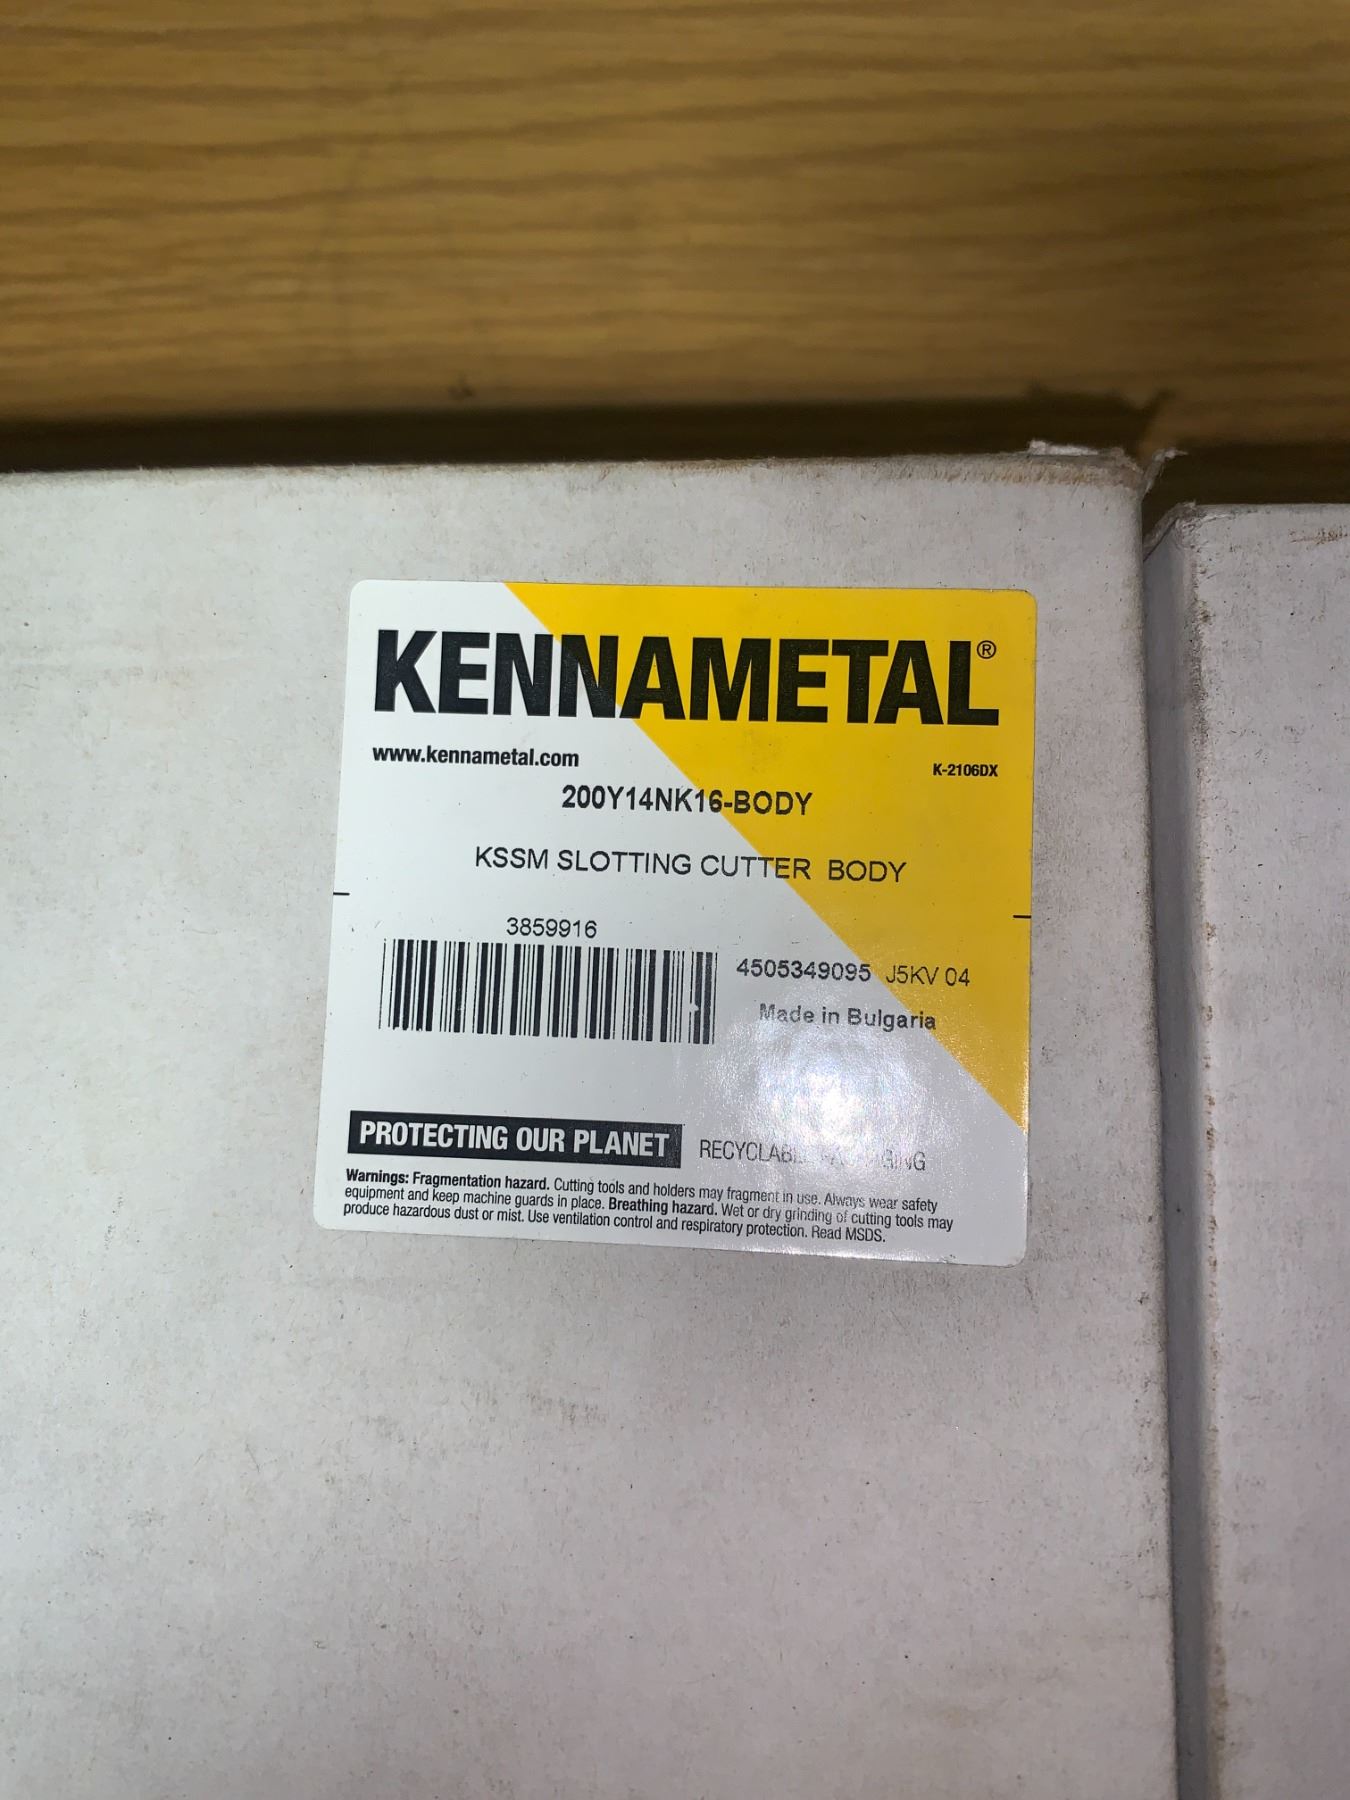 KENNAMETAL®
www.kennametal.com
K-2106DX
200Y14NK16-BODY
KSSM SLOTTING CUTTER BODY
3859916
4505349095 J5KV 04
Made in Bulgaria
PROTECTING OUR PLANET
Warnings: Fragmentation hazard. Cutting tools and holders may fragment in use. Always wear safety
equipment and keep machine guards in place. Breathing hazard. Wet or dry grinding of cutting tools may
produce hazardous dust or mist. Use ventilation control and respiratory protection. Read MSDS.